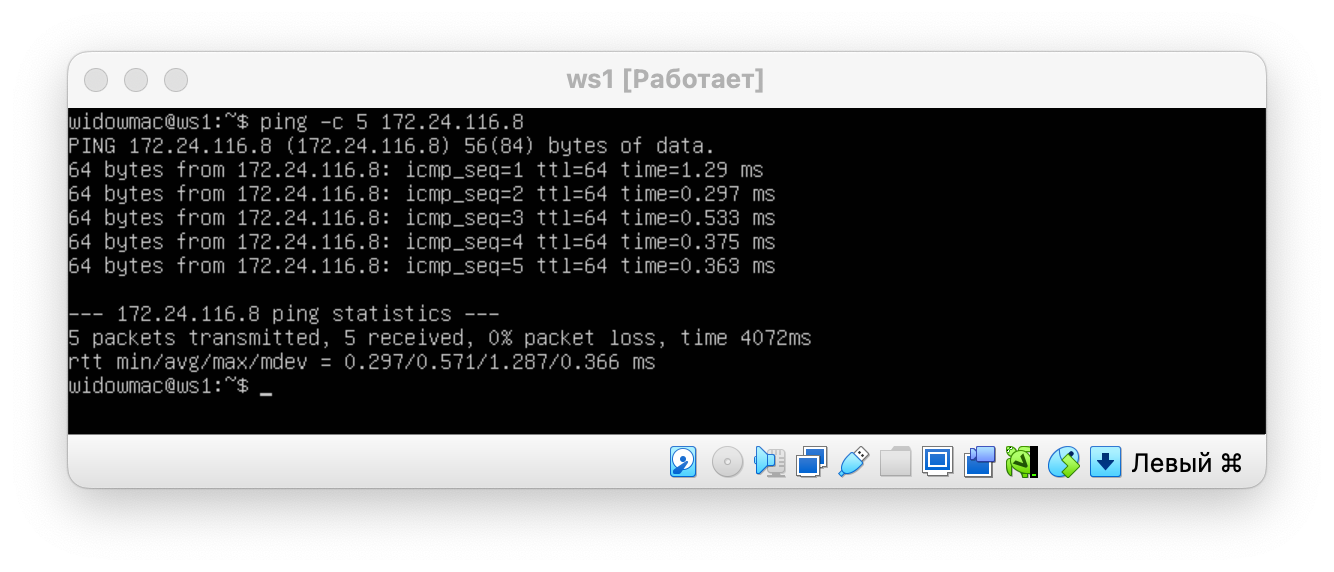 ws1 [Работает]
widowmac@ws1:~$ ping -c 5 172.24.116.8
PING 172.24.116.8 (172.24.116.8) 56(84) bytes of data.
64 bytes from 172.24.116.8: icmp_seq=1 ttl=64 time=1.29 ms
64 bytes from 172.24.116.8: icmp_seq=2 ttl=64 time=0.297 ms
64 bytes from 172.24.116.8: icmp_seq=3 ttl=64 time=0.533 ms
64 bytes from 172.24.116.8: icmp_seq=4 ttl=64 time=0.375 ms
64 bytes from 172.24.116.8: icmp_seq=5 ttl=64 time=0.363 ms
--- 172.24.116.8 ping statistics ---
5 packets transmitted, 5 received, 0% packet loss, time 4072ms
rtt min/avg/max/mdev = 0.297/0.571/1.287/0.366 ms
widowmac@ws1:~$ _
Левый ⌘